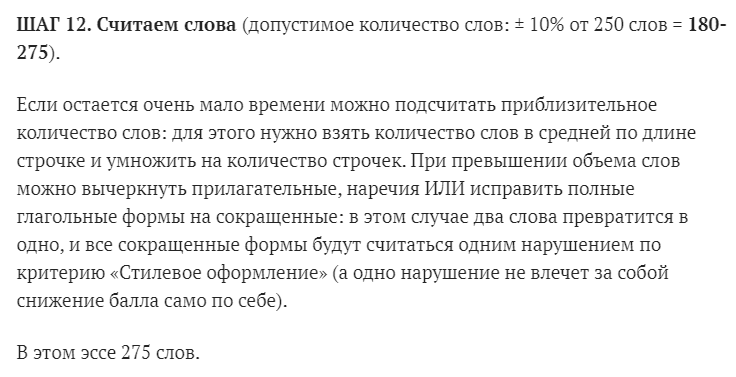 ШАГ 12. Считаем слова (допустимое количество слов: ± 10% от 250 слов = 180-
275).
Если остается очень мало времени можно подсчитать приблизительное
количество слов: для этого нужно взять количество слов в средней по длине
строчке и умножить на количество строчек. При превышении объема слов
можно вычеркнуть прилагательные, наречия ИЛИ исправить полные
глагольные формы на сокращенные: в этом случае два слова превратится в
одно, и все сокращенные формы будут считаться одним нарушением по
критерию «Стилевое оформление» (а одно нарушение не влечет за собой
снижение балла само по себе).
В этом эссе 275 слов.